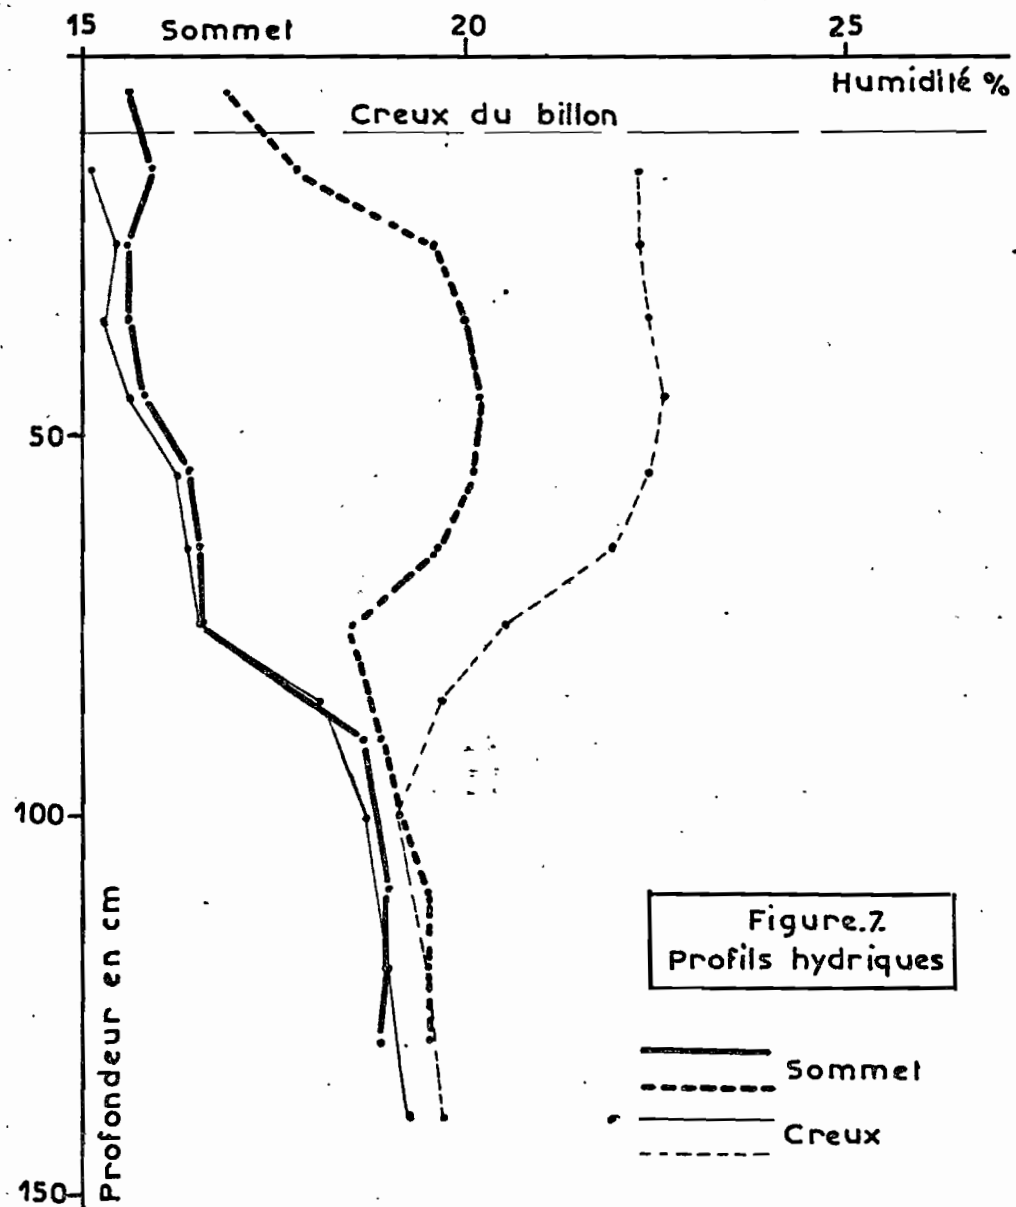 15 Sommet 20 25
Humidité %
Creux du billon
50
100
150
Profondeur en cm
Figure.7.
Profils hydriques
Sommet
Creux